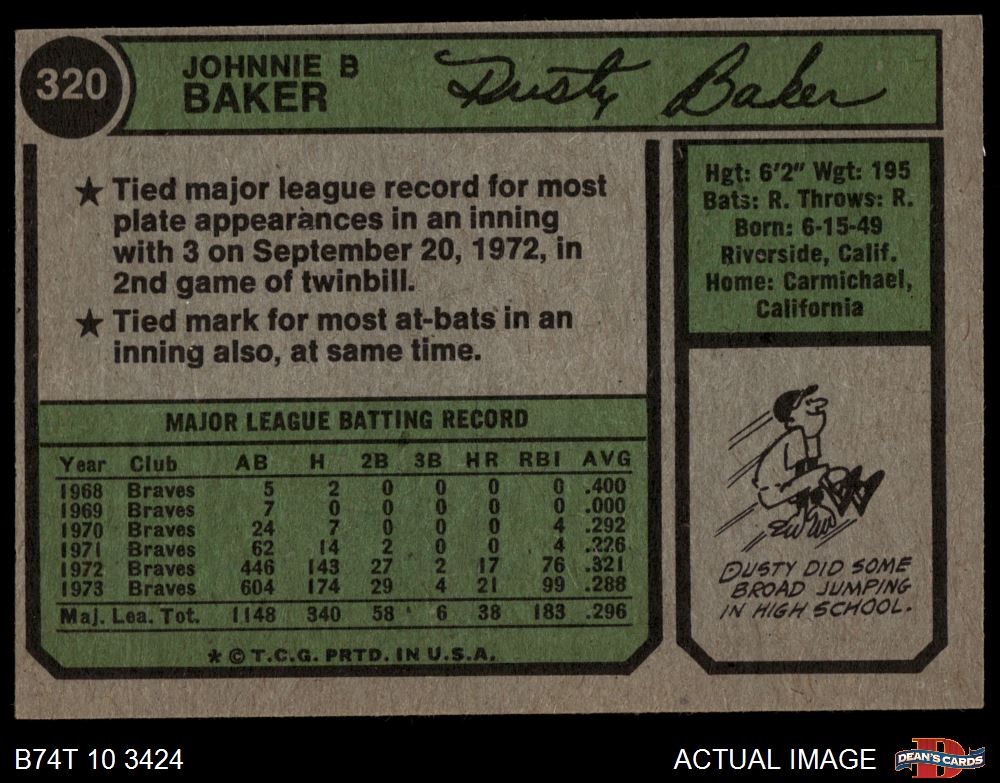 320
JOHNNIE B
BAKER
Dusty Baker
★ Tied major league record for most
plate appearances in an inning
with 3 on September 20, 1972, in
2nd game of twinbill.
★ Tied mark for most at-bats in an
inning also, at same time.
Hgt: 6'2" Wgt: 195
Bats: R. Throws: R.
Born: 6-15-49
Riverside, Calif.
Home: Carmichael,
California
MAJOR LEAGUE BATTING RECORD
Year Club AB H 2B 3B HR RBI AVG
1968 Braves 5 2 0 0 0 0 .400
1969 Braves 7 0 0 0 0 0 .000
1970 Braves 24 7 0 0 0 4 .292
1971 Braves 62 14 2 0 0 4 .226
1972 Braves 446 143 27 2 17 76 .321
1973 Braves 604 174 29 4 21 99 .288
Maj. Lea. Tot. 1148 340 58 6 38 183 .296
* © T.C.G. PRTD. IN U.S.A.
DUSTY DID SOME
BROAD JUMPING
IN HIGH SCHOOL.
B74T 10 3424
ACTUAL IMAGE
D
DEAN'S CARDS